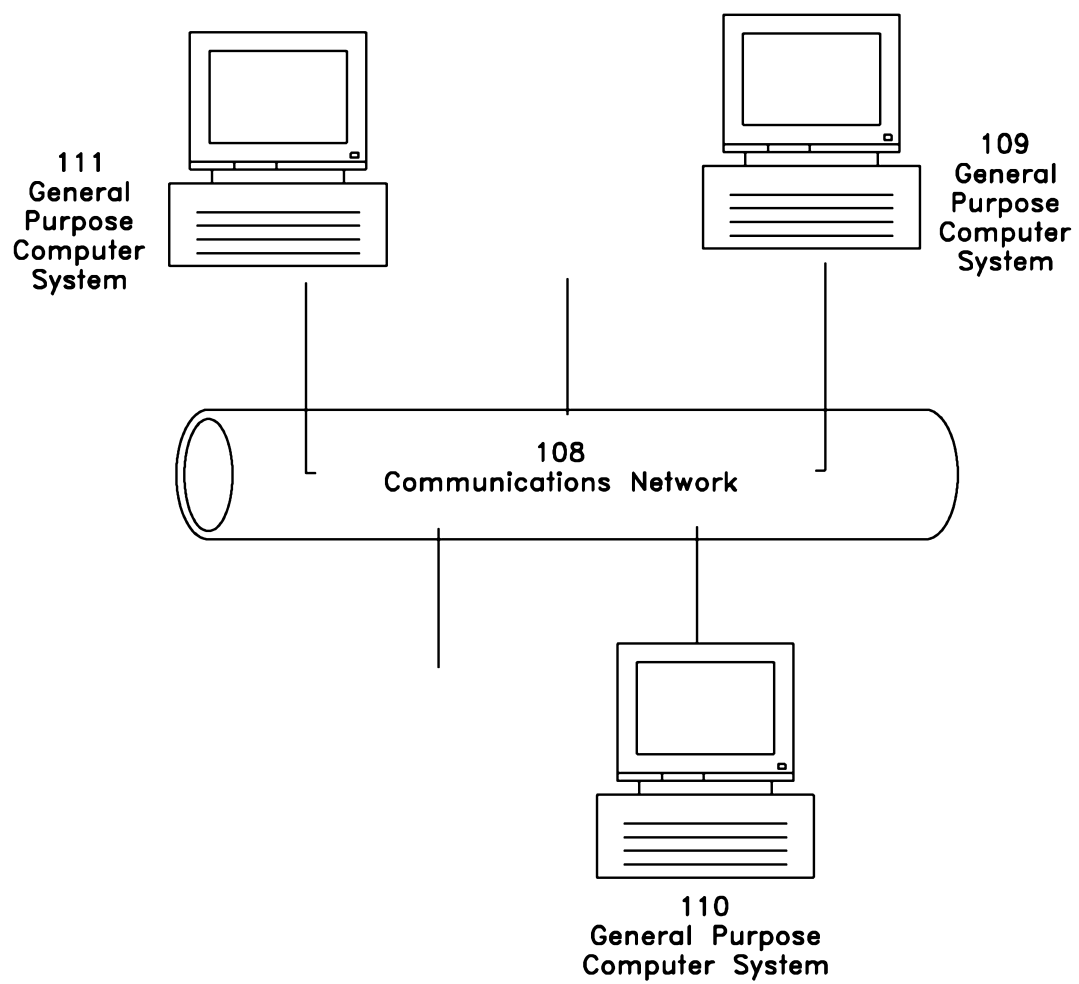 111
General
Purpose
Computer
System
109
General
Purpose
Computer
System
108
Communications Network
110
General Purpose
Computer System